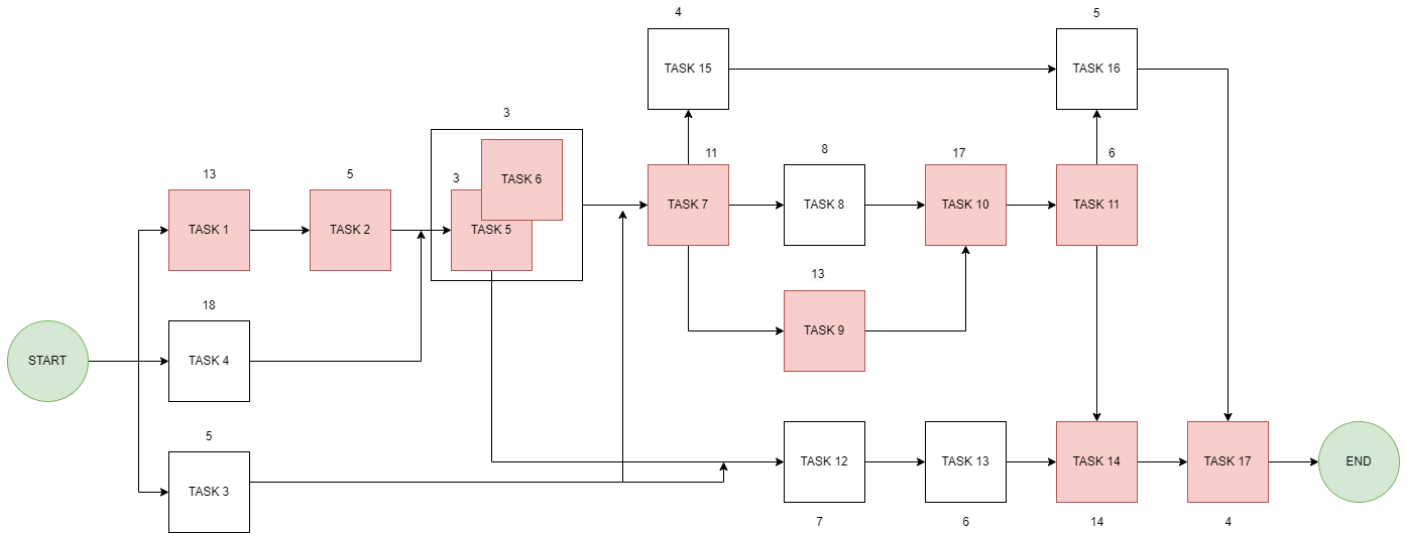 4
5
TASK 15
TASK 16
3
11
8
17
6
13
5
3
TASK 6
TASK 7
TASK 8
TASK 10
TASK 11
TASK 1
TASK 2
TASK 5
13
18
TASK 9
START
TASK 4
5
TASK 3
TASK 12
TASK 13
TASK 14
TASK 17
END
7
6
14
4